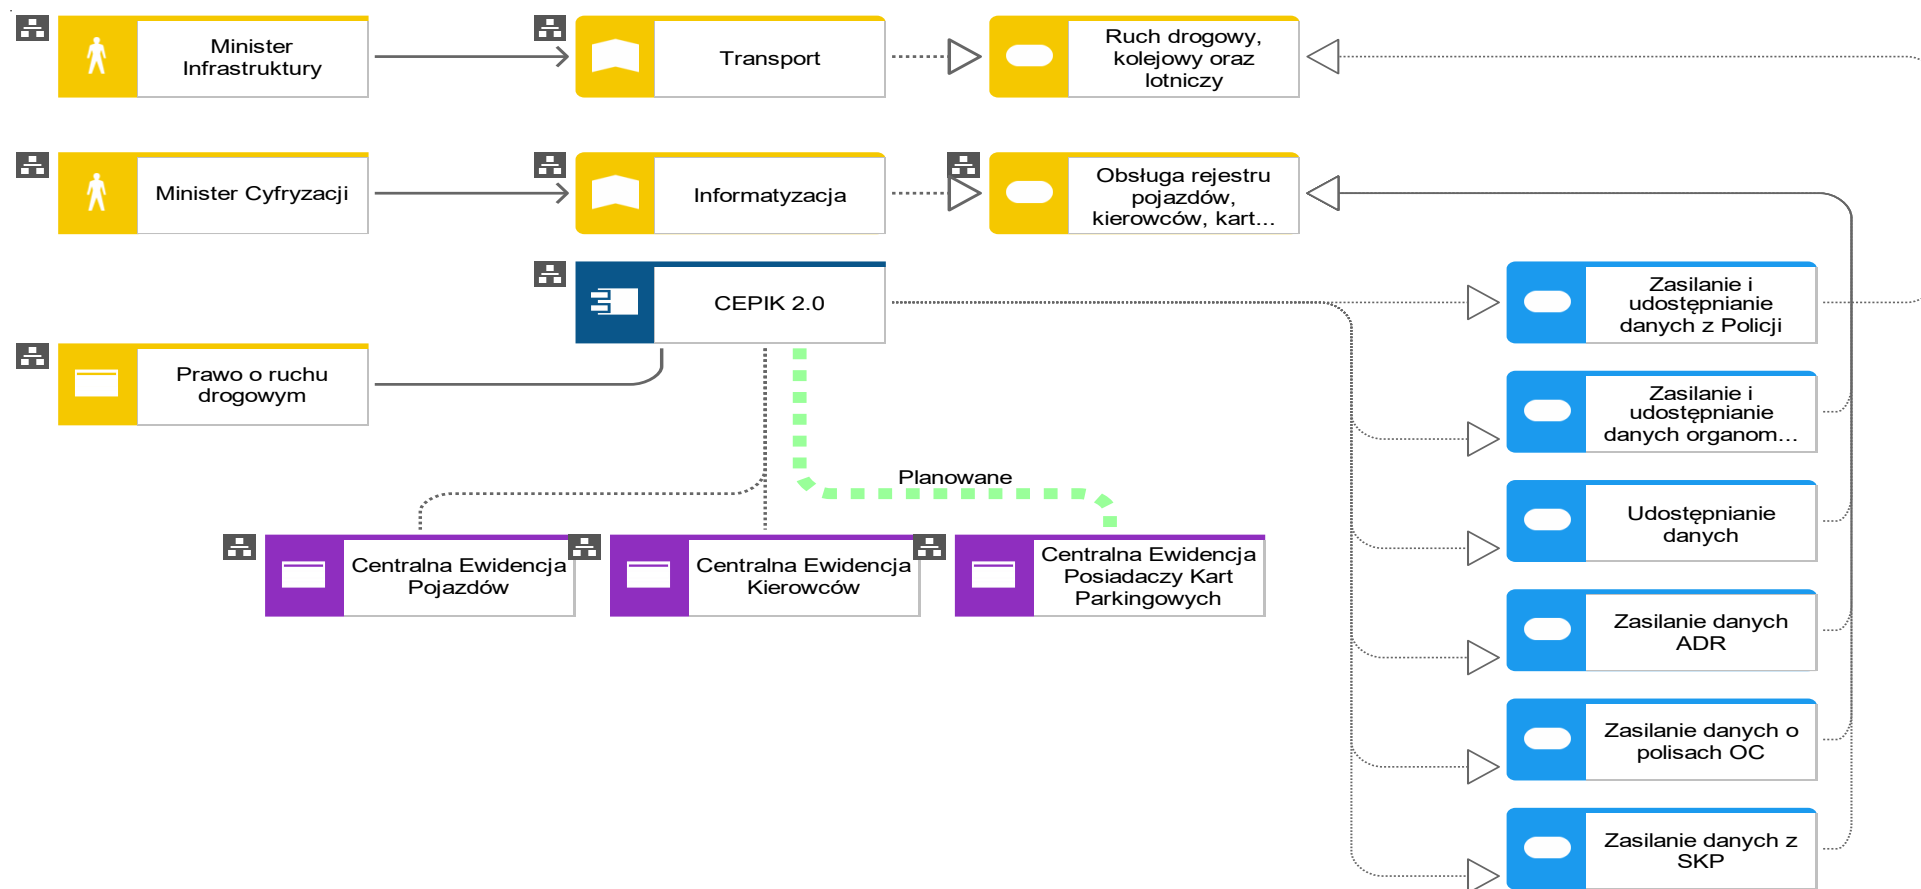 Minister
Infrastruktury
Transport
Ruch drogowy,
kolejowy oraz
lotniczy
Minister Cyfryzacji
Informatyzacja
Obsługa rejestru
pojazdów,
kierowców, kart...
CEPIK 2.0
Zasilanie i
udostępnianie
danych z Policji
Prawo o ruchu
drogowym
Zasilanie i
udostępnianie
danych organom...
Planowane
Udostępnianie
danych
Centralna Ewidencja
Pojazdów
Centralna Ewidencja
Kierowców
Centralna Ewidencja
Posiadaczy Kart
Parkingowych
Zasilanie danych
ADR
Zasilanie danych o
polisach OC
Zasilanie danych z
SKP